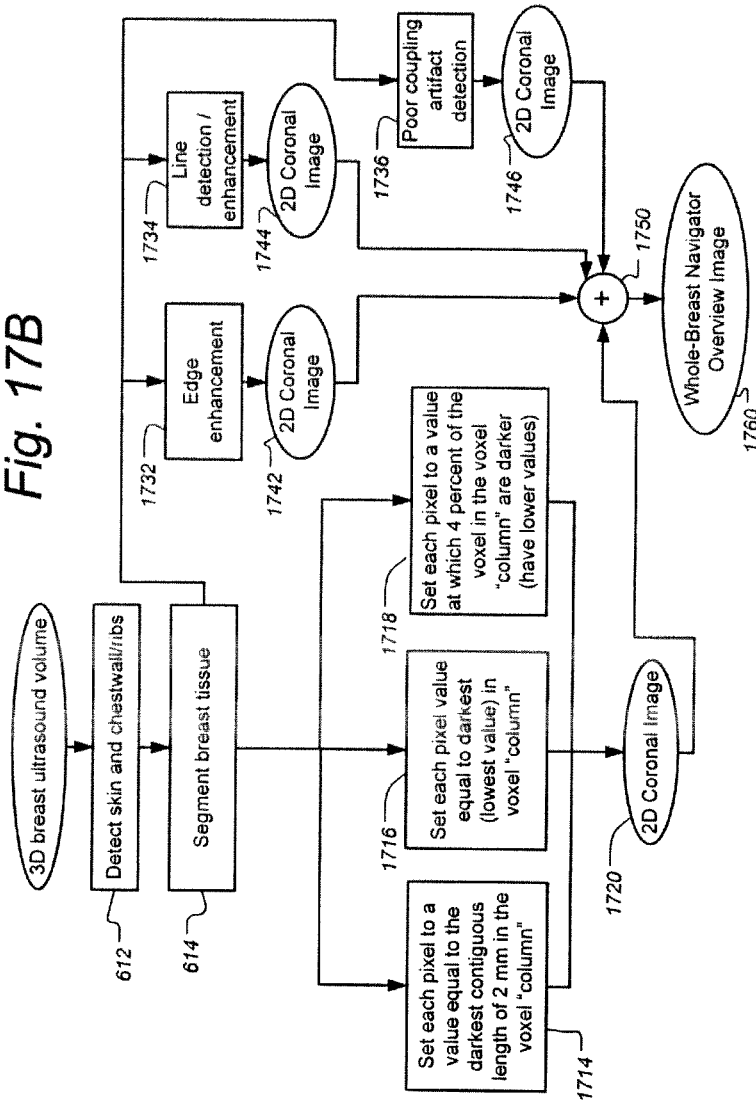 Fig. 17B
3D breast ultrasound volume
Detect skin and chestwall/ribs
612
Segment breast tissue
614
1732
Edge
enhancement
1742
2D Coronal
Image
1734
Line
detection /
enhancement
1744
2D Coronal
Image
1736
Poor coupling
artifact
detection
1746
2D Coronal
Image
Set each pixel to a
value equal to the
darkest contiguous
length of 2 mm in the
voxel “column”
1714
1716
Set each pixel value
equal to darkest
(lowest value) in
voxel “column”
1718
Set each pixel to a value
at which 4 percent of the
voxel in the voxel
“column” are darker
(have lower values)
1720
2D Coronal Image
+
1750
Whole-Breast Navigator
Overview Image
1760